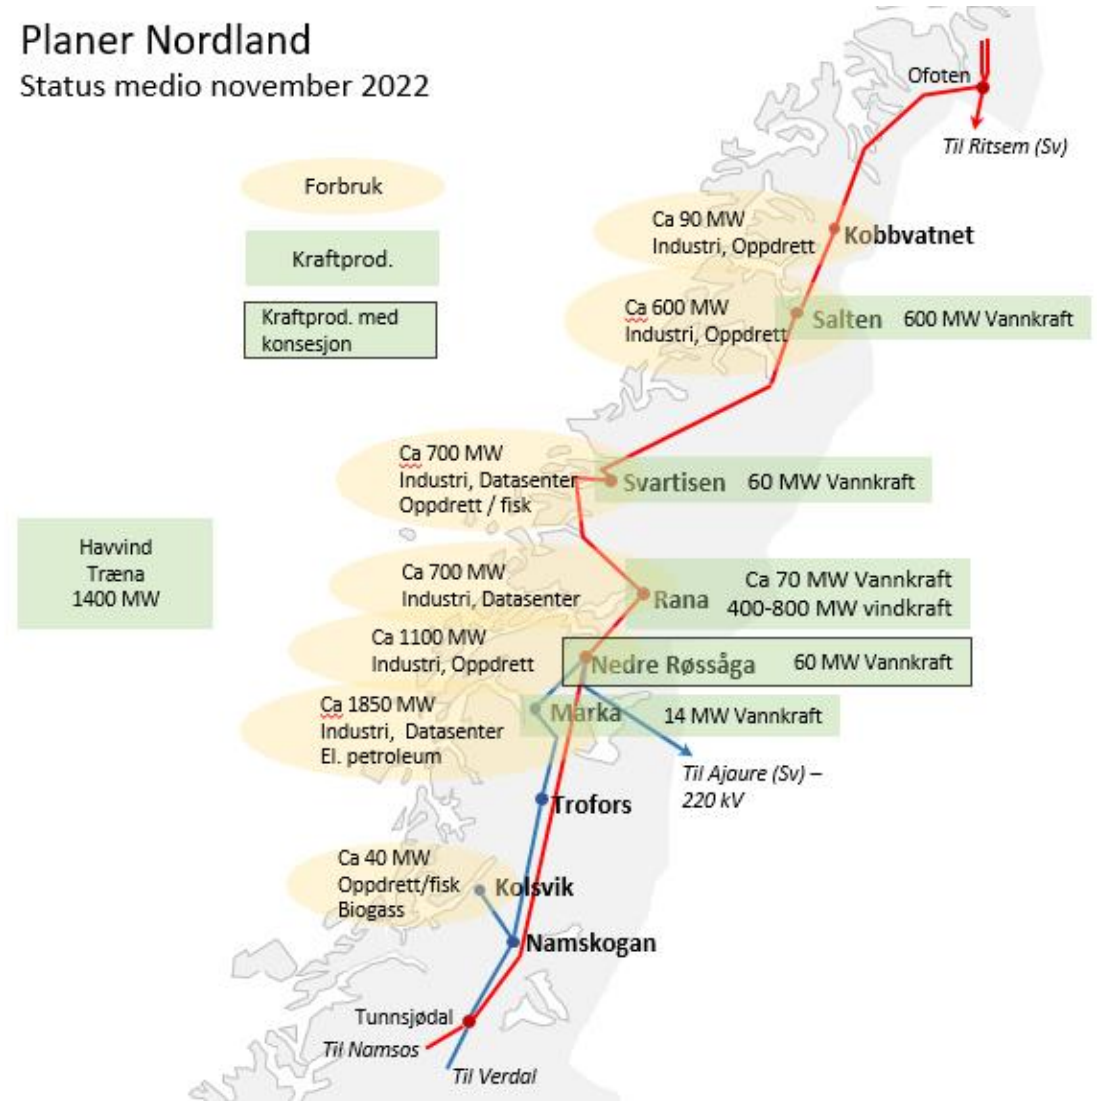 Planer Nordland
Status medio november 2022
Ofoten
Til Ritsem (Sv)
Forbruk
Kraftprod.
Kraftprod. med
konsesjon
Ca 90 MW
Industri, Oppdrett
Kobbvatnet
Ca 600 MW
Industri, Oppdrett
Salten 600 MW Vannkraft
Ca 700 MW
Industri, Datasenter
Oppdrett / fisk
Svartisen 60 MW Vannkraft
Havvind
Træna
1400 MW
Ca 700 MW
Industri, Datasenter
Rana
Ca 70 MW Vannkraft
400-800 MW vindkraft
Ca 1100 MW
Industri, Oppdrett
Nedre Røssåga 60 MW Vannkraft
Ca 1850 MW
Industri, Datasenter
El. petroleum
Marka 14 MW Vannkraft
Til Ajaure (Sv) –
220 kV
Trofors
Ca 40 MW
Oppdrett/fisk
Biogass
Kolsvik
Namskogan
Tunnsjødal
Til Namsos
Til Verdal